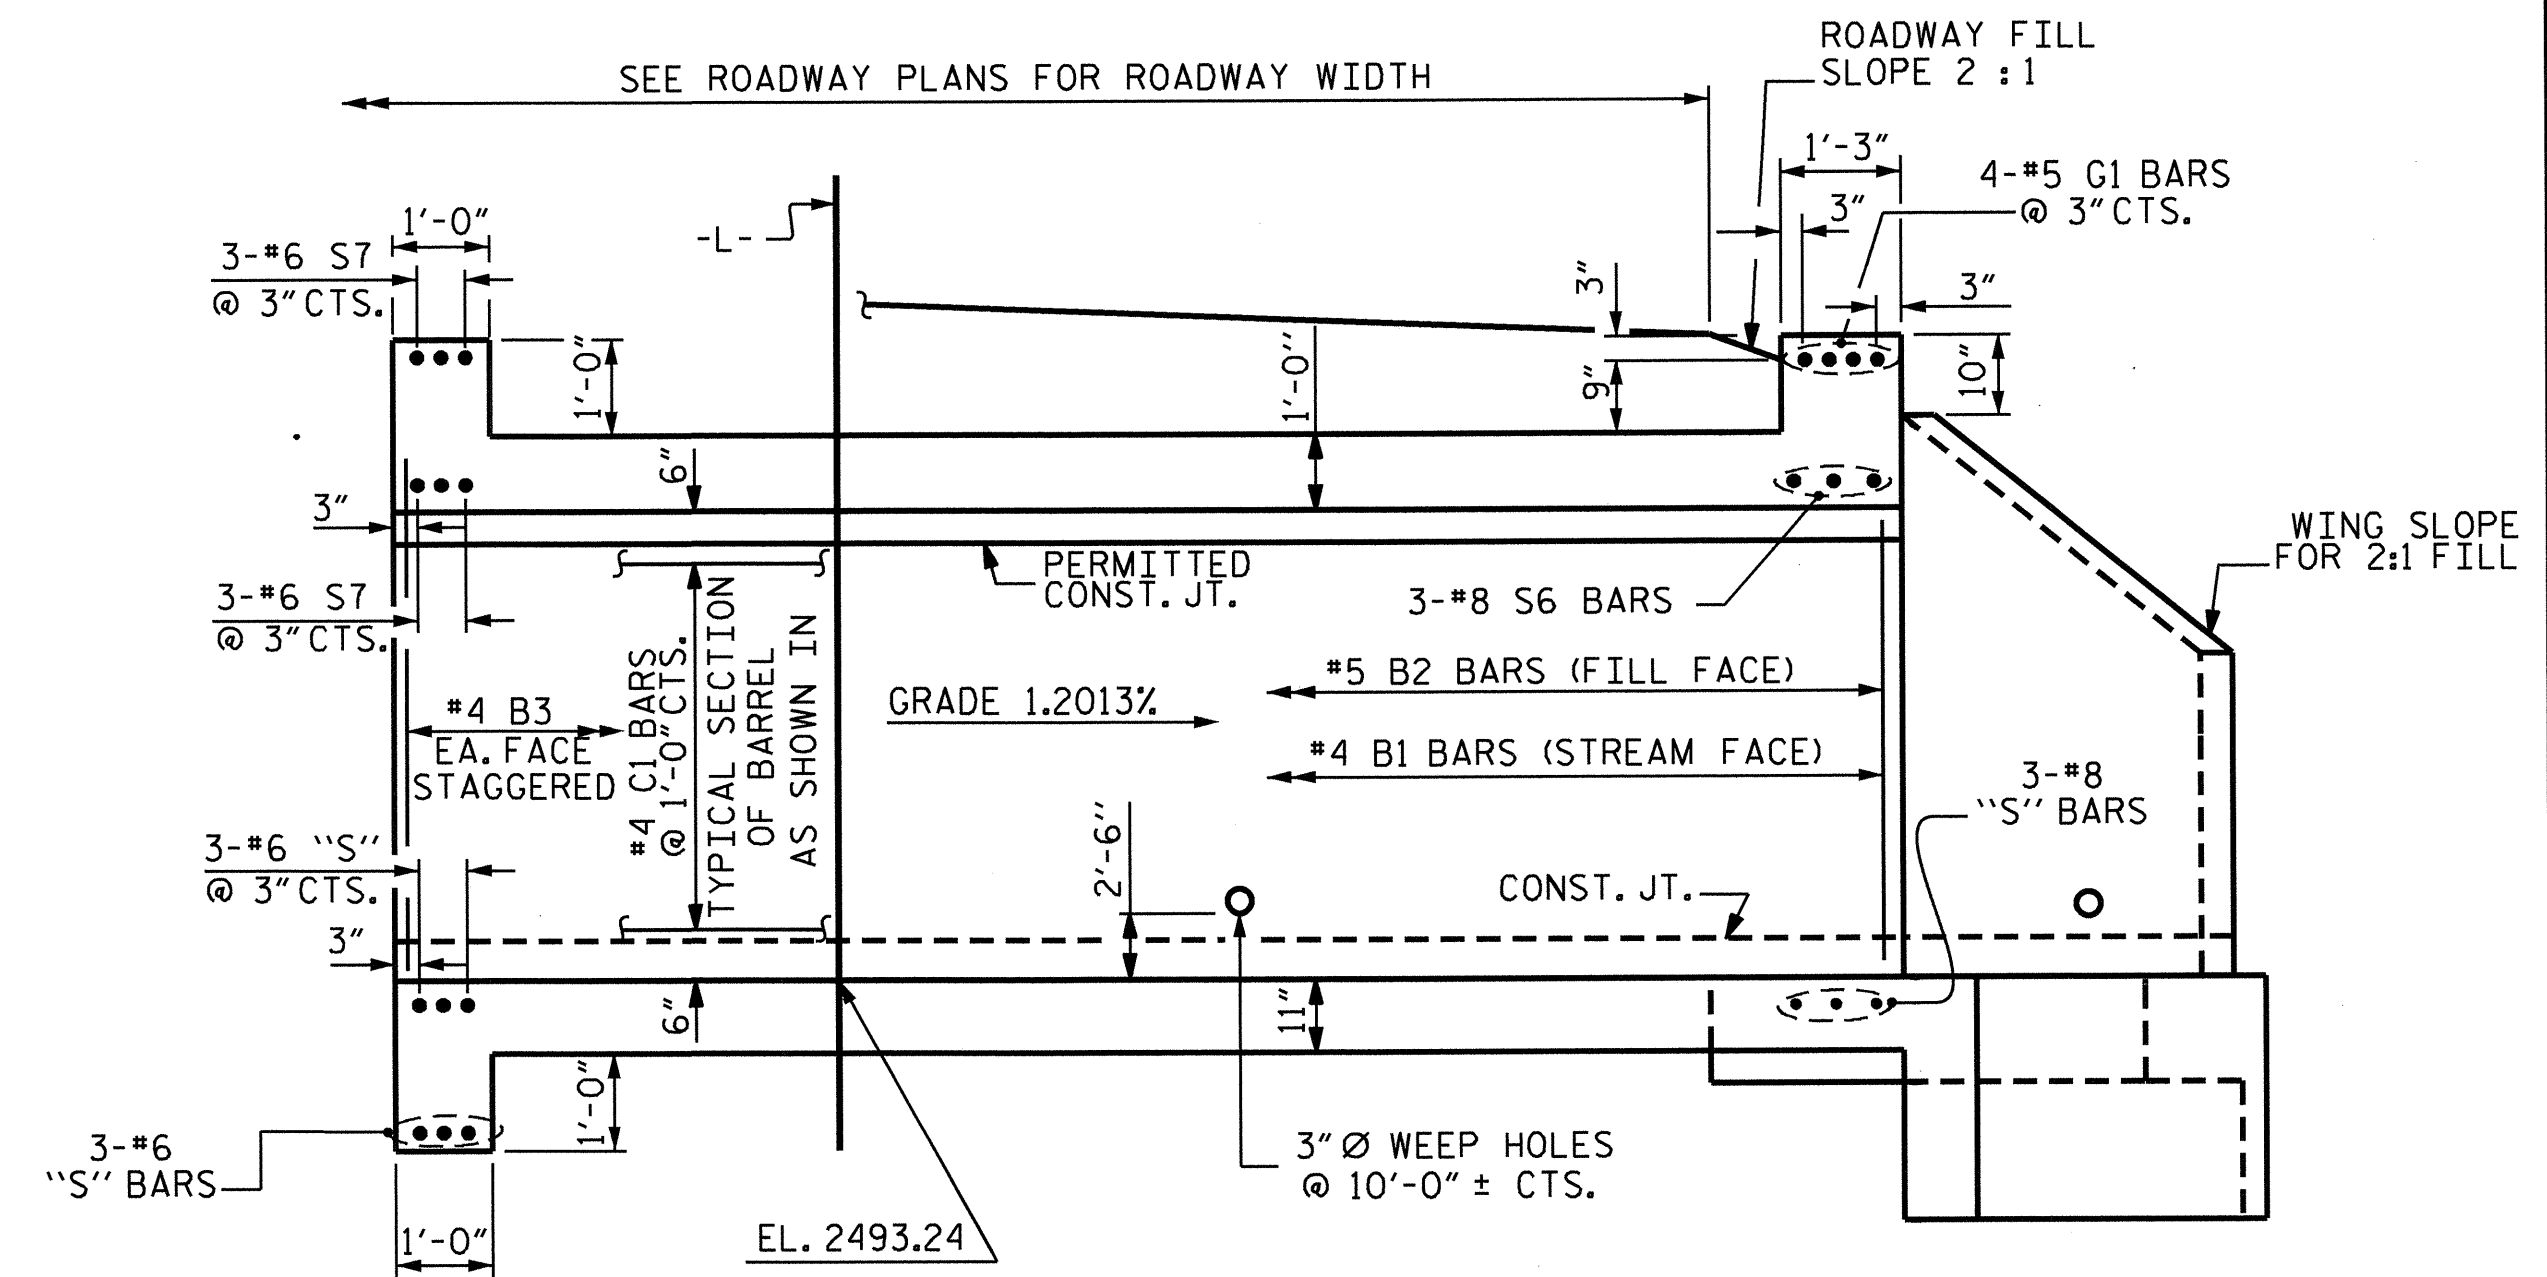 ROADWAY FILL
SLOPE 2 : 1
SEE ROADWAY PLANS FOR ROADWAY WIDTH
1'-3"
4-#5 G1 BARS
@ 3" CTS.
3"
1'-0"
-L-
3-#6 S7
@ 3" CTS.
3"
3"
1'-0"
1'-0"
9"
10"
6"
3"
WING SLOPE
FOR 2:1 FILL
PERMITTED
CONST. JT.
3-#8 S6 BARS
3-#6 S7
@ 3" CTS.
#4 C1 BARS
@ 1'-0" CTS.
TYPICAL SECTION
OF BARREL
AS SHOWN IN
#5 B2 BARS (FILL FACE)
GRADE 1.2013%
#4 B3
EA. FACE
STAGGERED
#4 B1 BARS (STREAM FACE)
3-#8
"S" BARS
2'-6"
3-#6 "S"
@ 3" CTS.
CONST. JT.
3"
6"
11"
1'-0"
3-#6
"S" BARS
3" Ø WEEP HOLES
@ 10'-0" ± CTS.
1'-0"
EL. 2493.24